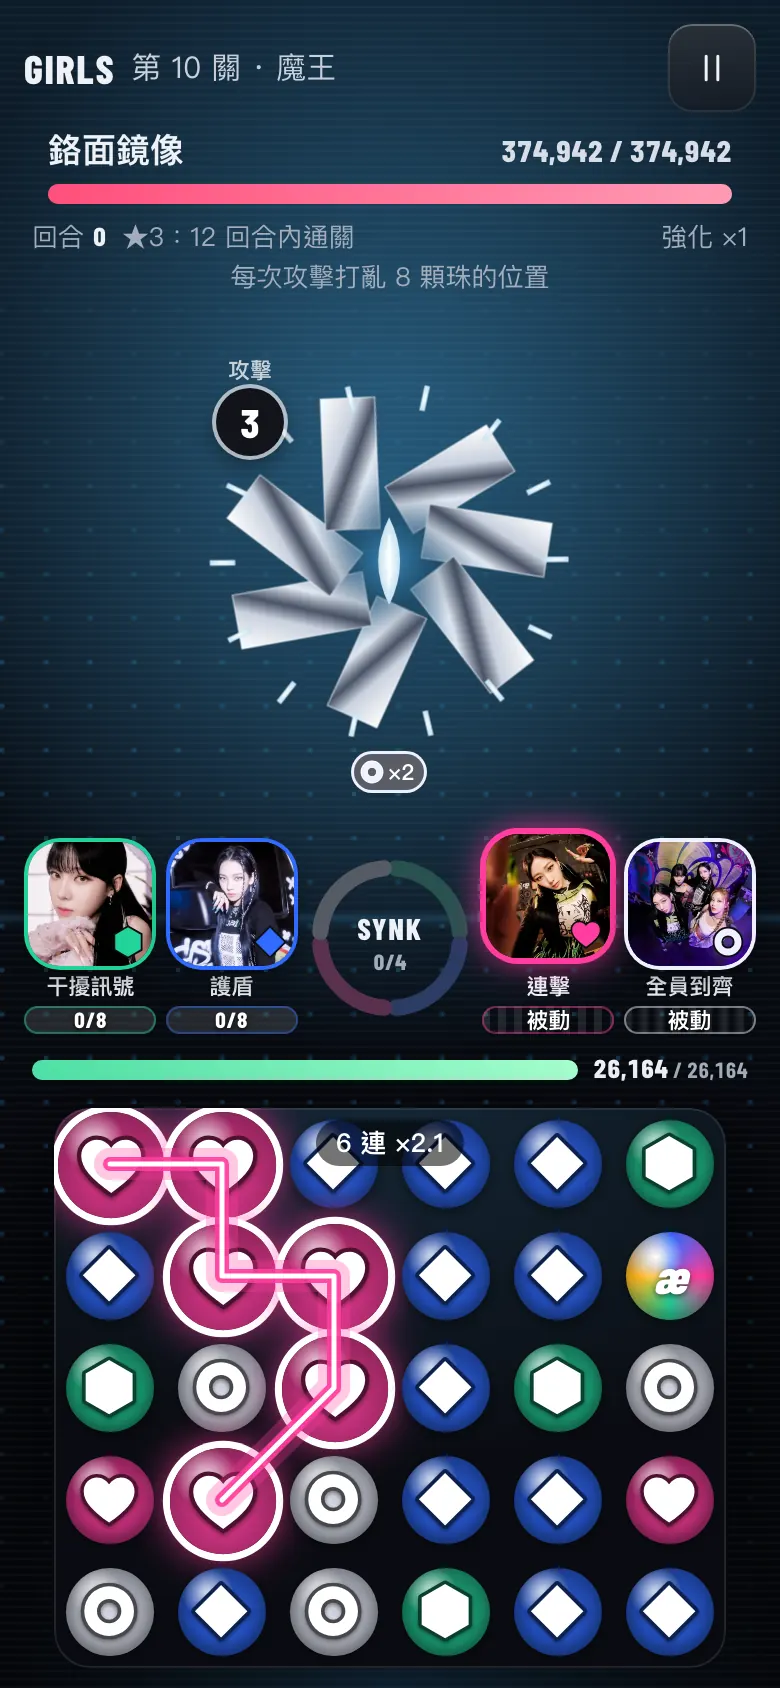 GIRLS 第 10 關 · 魔王
鉻面鏡像 374,942 / 374,942
回合 0 ★3：12 回合內通關 強化 ×1
每次攻擊打亂 8 顆珠的位置
攻擊
3
×2
SYNK
0/4
干擾訊號 護盾 連擊 全員到齊
0/8 0/8 被動 被動
26,164 / 26,164
6 連 ×2.1
æ